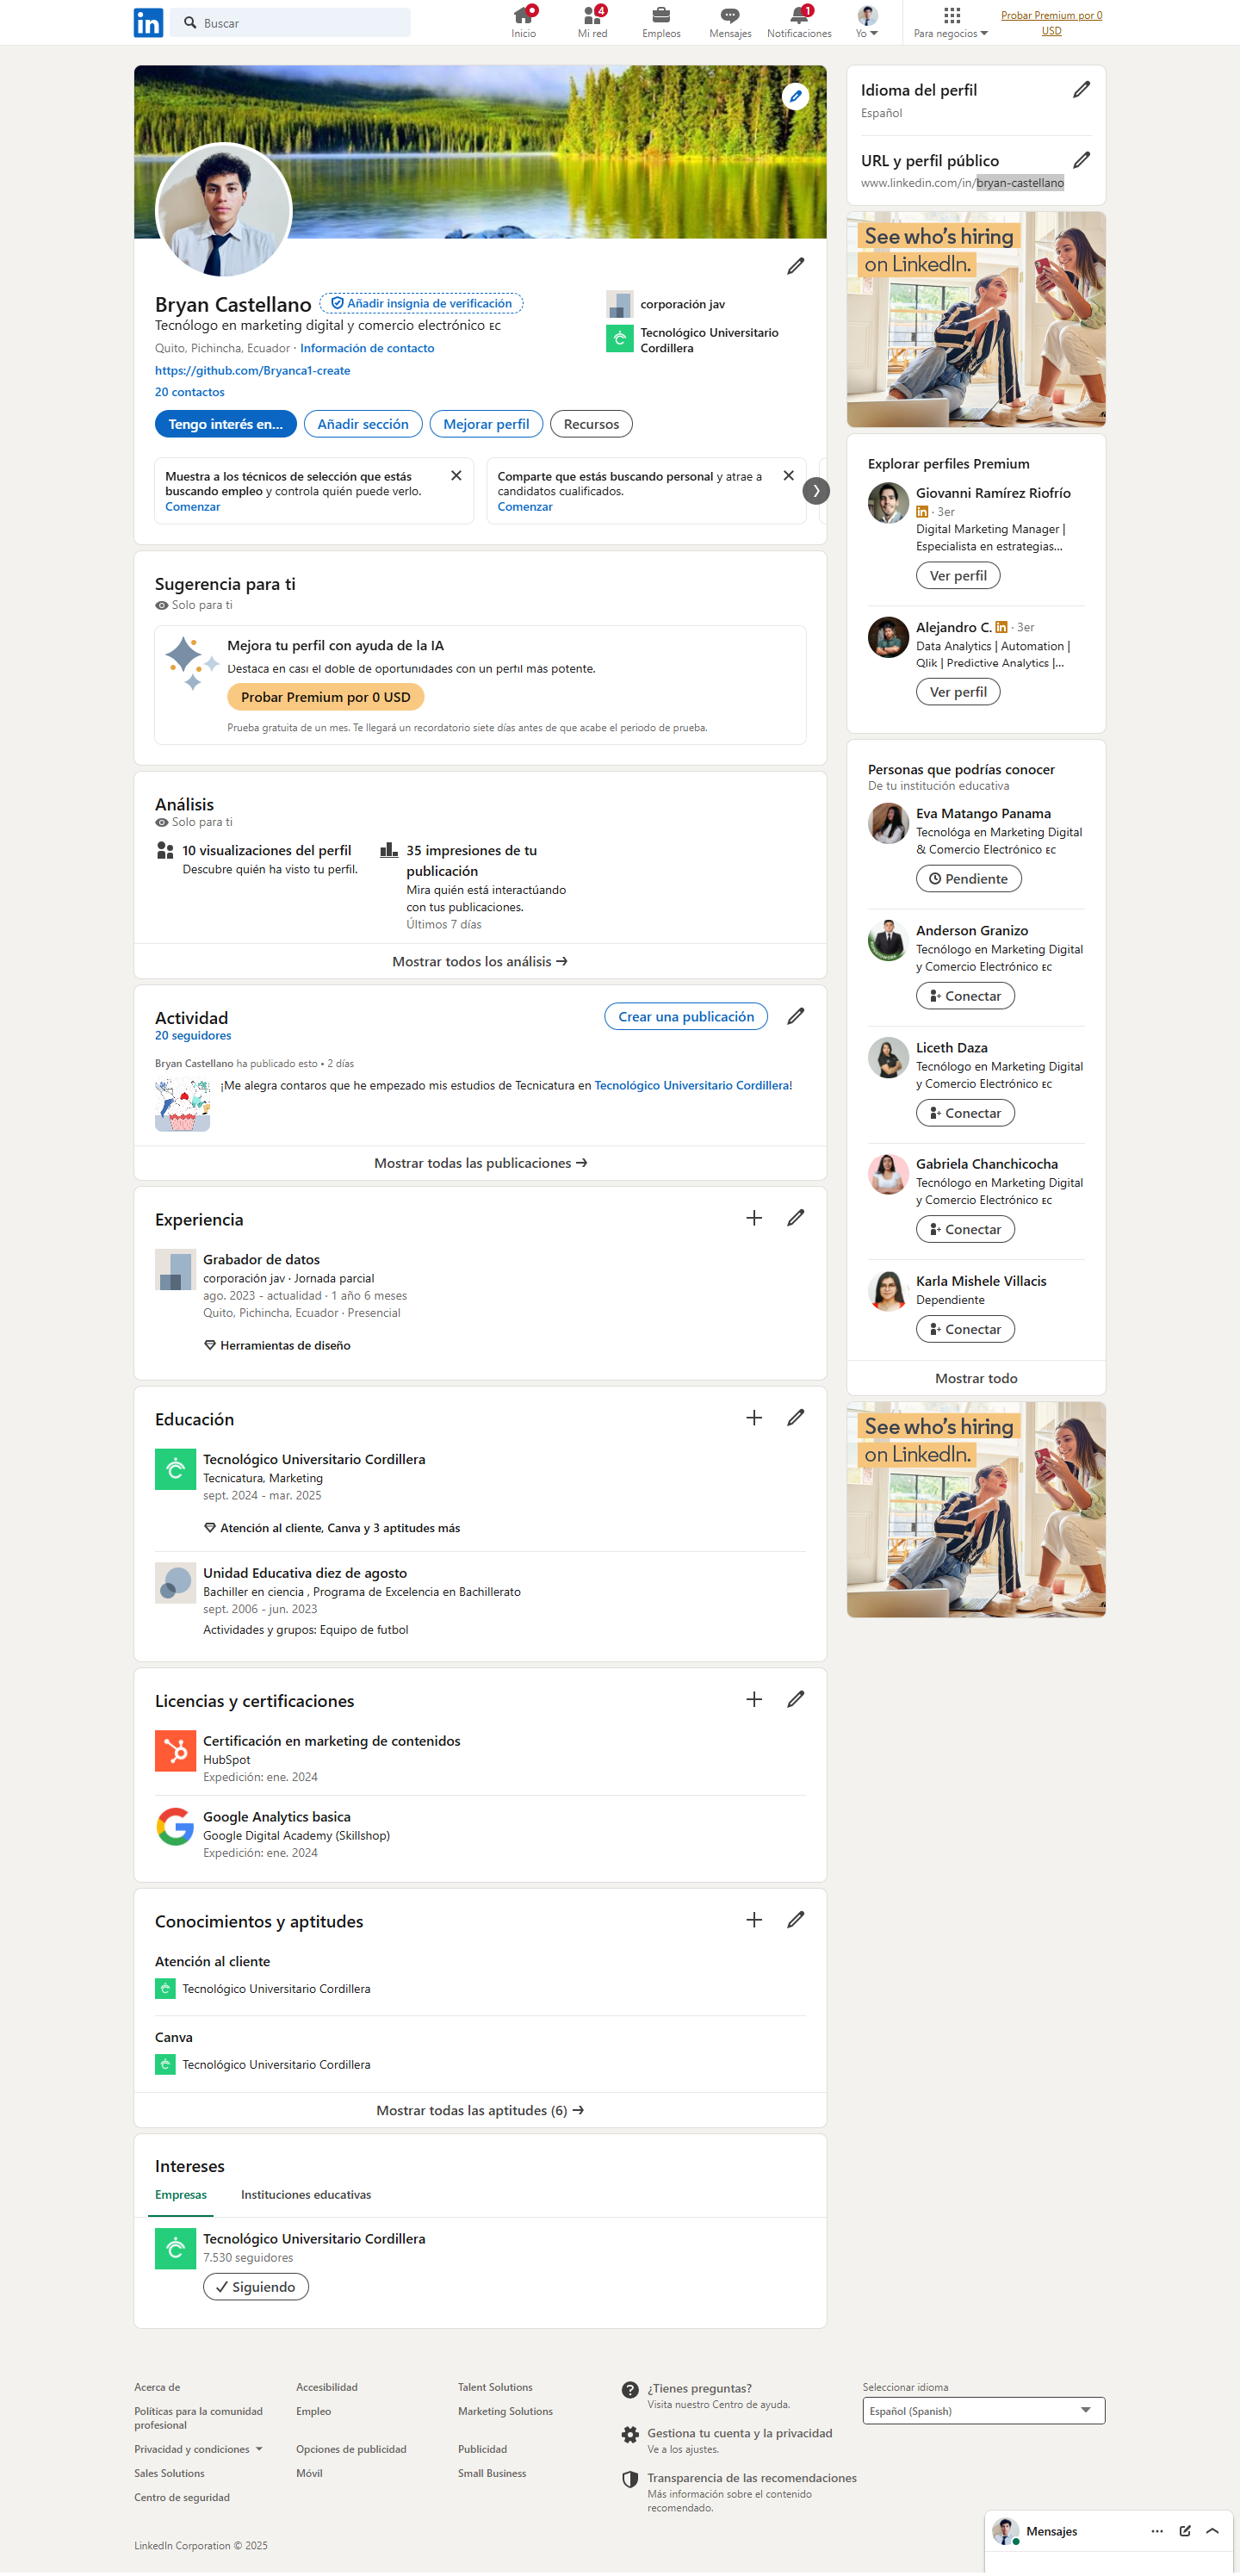 in
Buscar
Inicio
4
Mi red
Empleos
Mensajes
1
Notificaciones
Yo
Para negocios
Probar Premium por 0
USD
Bryan Castellano
Añadir insignia de verificación
Tecnólogo en marketing digital y comercio electrónico EC
Quito, Pichincha, Ecuador · Información de contacto
https://github.com/Bryanca1-create
20 contactos
corporación jav
Tecnológico Universitario
Cordillera
Tengo interés en...
Añadir sección
Mejorar perfil
Recursos
Muestra a los técnicos de selección que estás
buscando empleo y controla quién puede verlo.
Comenzar
Comparte que estás buscando personal y atrae a
candidatos cualificados.
Comenzar
Sugerencia para ti
Solo para ti
Mejora tu perfil con ayuda de la IA
Destaca en casi el doble de oportunidades con un perfil más potente.
Probar Premium por 0 USD
Prueba gratuita de un mes. Te llegará un recordatorio siete días antes de que acabe el periodo de prueba.
Análisis
Solo para ti
10 visualizaciones del perfil
Descubre quién ha visto tu perfil.
35 impresiones de tu
publicación
Mira quién está interactúando
con tus publicaciones.
Últimos 7 días
Mostrar todos los análisis →
Actividad
20 seguidores
Crear una publicación
Bryan Castellano ha publicado esto • 2 días
¡Me alegra contaros que he empezado mis estudios de Tecnicatura en Tecnológico Universitario Cordillera!
Mostrar todas las publicaciones →
Experiencia
Grabador de datos
corporación jav · Jornada parcial
ago. 2023 - actualidad · 1 año 6 meses
Quito, Pichincha, Ecuador · Presencial
Herramientas de diseño
Educación
Tecnológico Universitario Cordillera
Tecnicatura, Marketing
sept. 2024 - mar. 2025
Atención al cliente, Canva y 3 aptitudes más
Unidad Educativa diez de agosto
Bachiller en ciencia , Programa de Excelencia en Bachillerato
sept. 2006 - jun. 2023
Actividades y grupos: Equipo de futbol
Licencias y certificaciones
Certificación en marketing de contenidos
HubSpot
Expedición: ene. 2024
Google Analytics basica
Google Digital Academy (Skillshop)
Expedición: ene. 2024
Conocimientos y aptitudes
Atención al cliente
Tecnológico Universitario Cordillera
Canva
Tecnológico Universitario Cordillera
Mostrar todas las aptitudes (6) →
Intereses
Empresas
Instituciones educativas
Tecnológico Universitario Cordillera
7.530 seguidores
Siguiendo
Idioma del perfil
Español
URL y perfil público
www.linkedin.com/in/bryan-castellano
See who's hiring
on LinkedIn.
Explorar perfiles Premium
Giovanni Ramírez Riofrío
in · 3er
Digital Marketing Manager |
Especialista en estrategias...
Ver perfil
Alejandro C. in · 3er
Data Analytics | Automation |
Qlik | Predictive Analytics |...
Ver perfil
Personas que podrías conocer
De tu institución educativa
Eva Matango Panama
Tecnológa en Marketing Digital
& Comercio Electrónico EC
Pendiente
Anderson Granizo
Tecnólogo en Marketing Digital
y Comercio Electrónico EC
Conectar
Liceth Daza
Tecnólogo en Marketing Digital
y Comercio Electrónico EC
Conectar
Gabriela Chanchicocha
Tecnólogo en Marketing Digital
y Comercio Electrónico EC
Conectar
Karla Mishele Villacis
Dependiente
Conectar
Mostrar todo
See who's hiring
on LinkedIn.
Acerca de
Accesibilidad
Talent Solutions
Políticas para la comunidad
profesional
Empleo
Marketing Solutions
Privacidad y condiciones
Opciones de publicidad
Publicidad
Sales Solutions
Móvil
Small Business
Centro de seguridad
¿Tienes preguntas?
Visita nuestro Centro de ayuda.
Gestiona tu cuenta y la privacidad
Ve a los ajustes.
Transparencia de las recomendaciones
Más información sobre el contenido
recomendado.
Seleccionar idioma
Español (Spanish)
LinkedIn Corporation © 2025
Mensajes